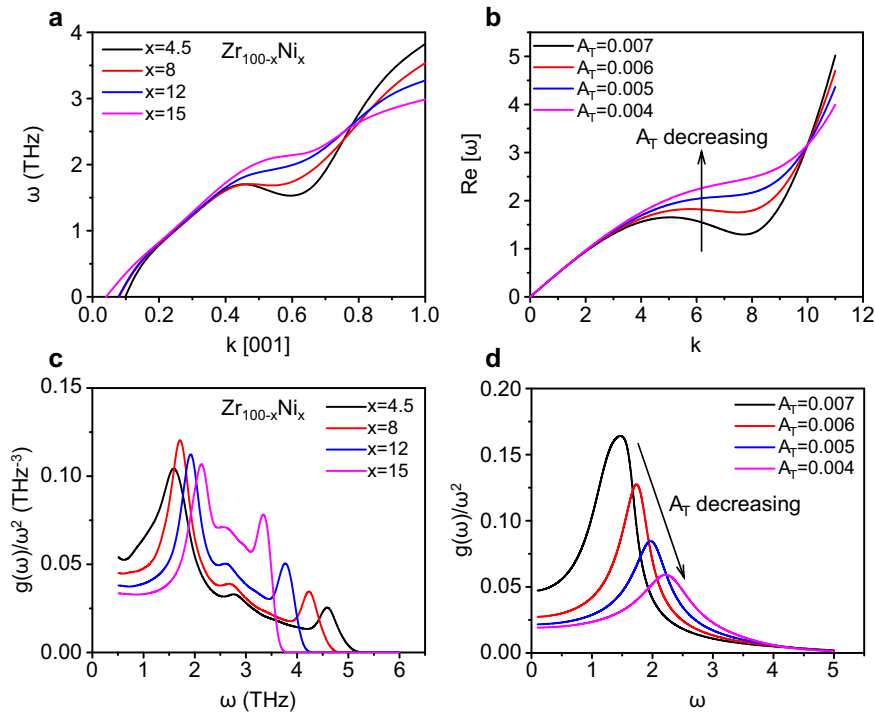 a
Zr100-xNix
x=4.5
x=8
x=12
x=15
ω (THz)
4
3
2
1
0
0.0 0.2 0.4 0.6 0.8 1.0
k [001]
b
AT=0.007
AT=0.006
AT=0.005
AT=0.004
AT decreasing
Re [ω]
5
4
3
2
1
0
0 2 4 6 8 10 12
k
c
Zr100-xNix
x=4.5
x=8
x=12
x=15
g(ω)/ω² (THz⁻³)
0.15
0.10
0.05
0.00
0 1 2 3 4 5 6
ω (THz)
d
AT=0.007
AT=0.006
AT=0.005
AT=0.004
AT decreasing
g(ω)/ω²
0.20
0.15
0.10
0.05
0.00
0 1 2 3 4 5
ω